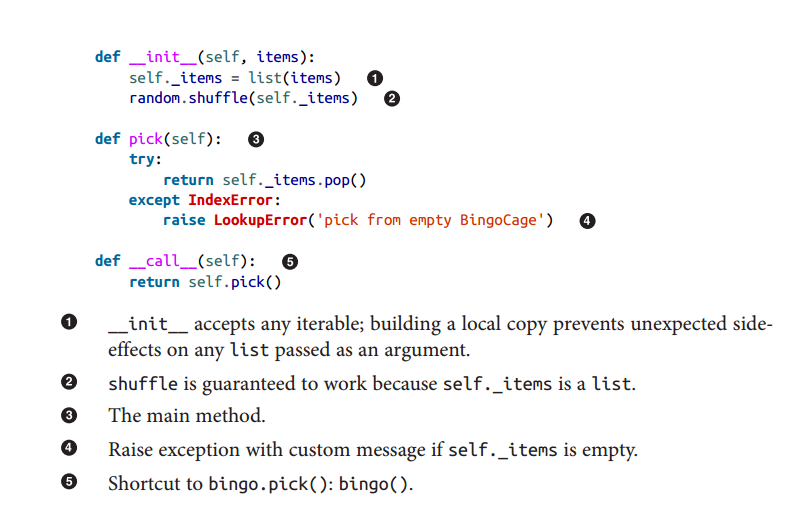 def __init__(self, items):
    self._items = list(items) ❶
    random.shuffle(self._items) ❷
def pick(self): ❸
    try:
        return self._items.pop()
    except IndexError:
        raise LookupError('pick from empty BingoCage') ❹
def __call__(self): ❺
    return self.pick()
❶ __init__ accepts any iterable; building a local copy prevents unexpected side-
effects on any list passed as an argument.
❷ shuffle is guaranteed to work because self._items is a list.
❸ The main method.
❹ Raise exception with custom message if self._items is empty.
❺ Shortcut to bingo.pick(): bingo().